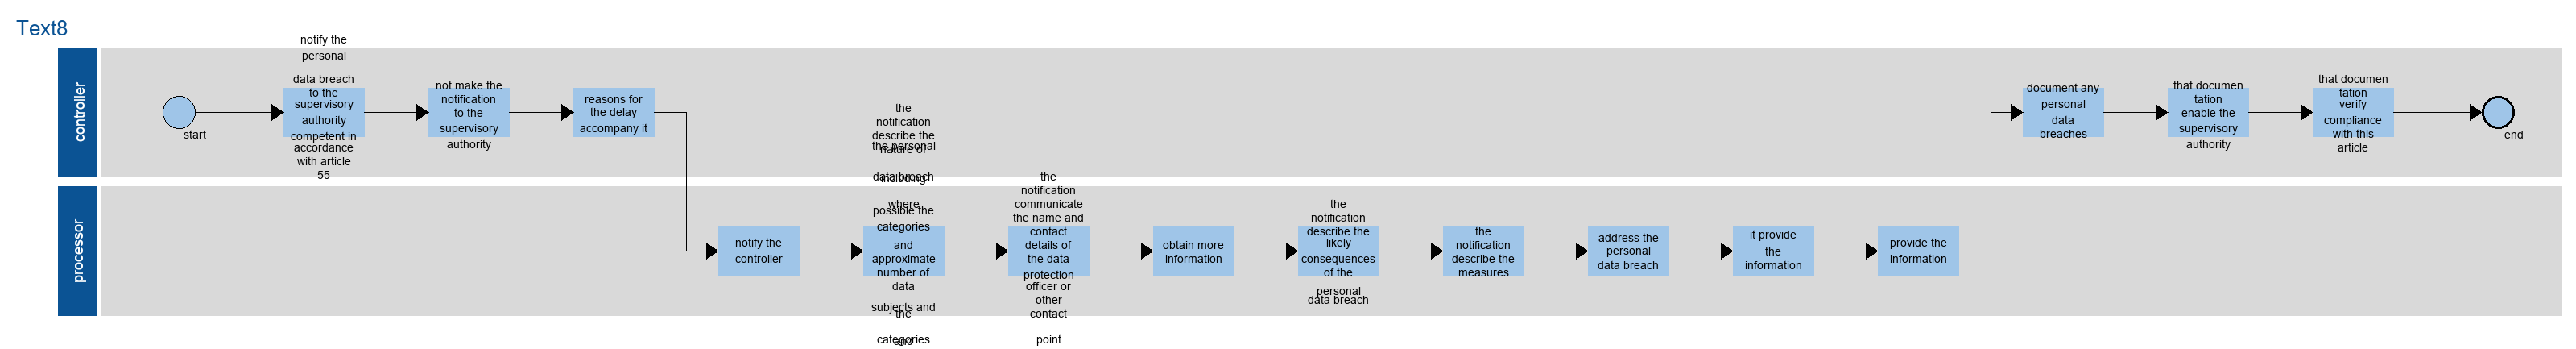 Text8
controller
start
notify the
personal
data breach
to the
supervisory
authority
competent in
accordance
with article
55
not make the
notification
to the
supervisory
authority
reasons for
the delay
accompany it
document any
personal
data
breaches
that documen
tation
enable the
supervisory
authority
that documen
tation
verify
compliance
with this
article
end
processor
notify the
controller
the
notification
describe the
nature of
the personal
data breach
including
where
possible the
categories
and
approximate
number of
data
subjects and
the
categories
and
the
notification
communicate
the name and
contact
details of
the data
protection
officer or
other
contact
point
obtain more
information
the
notification
describe the
likely
consequences
of the
personal
data breach
the
notification
describe the
measures
address the
personal
data breach
it provide
the
information
provide the
information